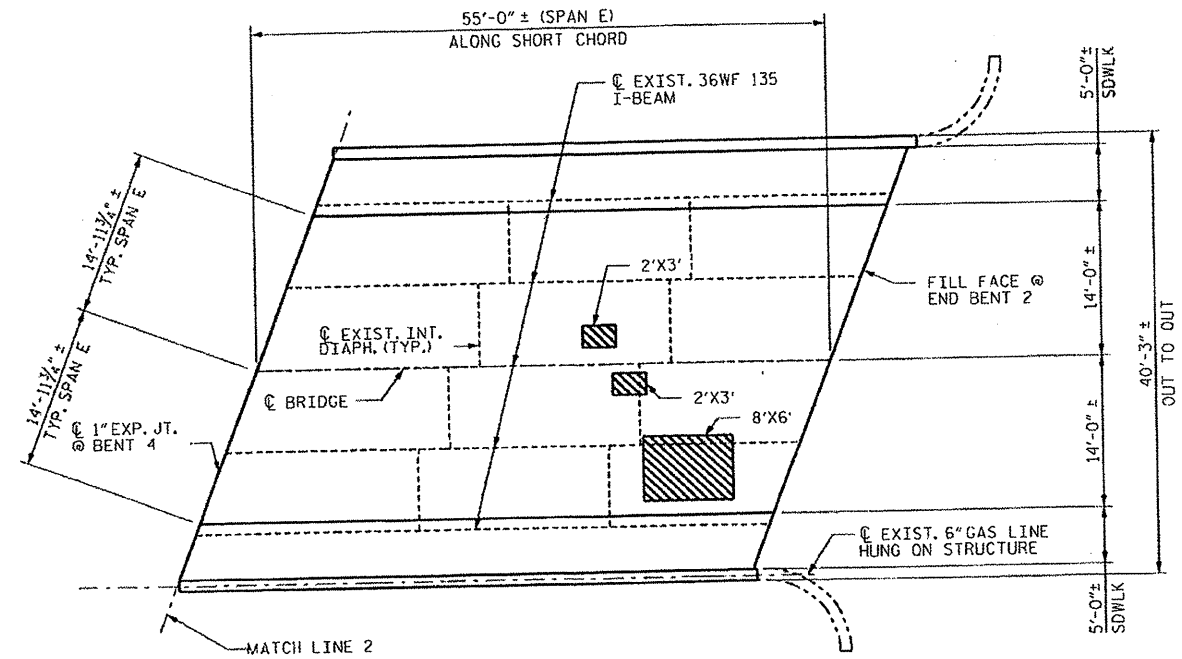 55'-0" ± (SPAN E)
ALONG SHORT CHORD
℄ EXIST. 36WF 135
I-BEAM
5'-0"±
SDWLK
14'-11¾" ±
TYP. SPAN E
2'X3'
FILL FACE @
END BENT 2
14'-0" ±
40'-3" ±
OUT TO OUT
℄ EXIST. INT.
DIAPH. (TYP.)
14'-11¾" ±
TYP. SPAN E
℄ BRIDGE
2'X3'
8'X6'
℄ 1" EXP. JT.
@ BENT 4
14'-0" ±
℄ EXIST. 6" GAS LINE
HUNG ON STRUCTURE
5'-0"±
SDWLK
MATCH LINE 2